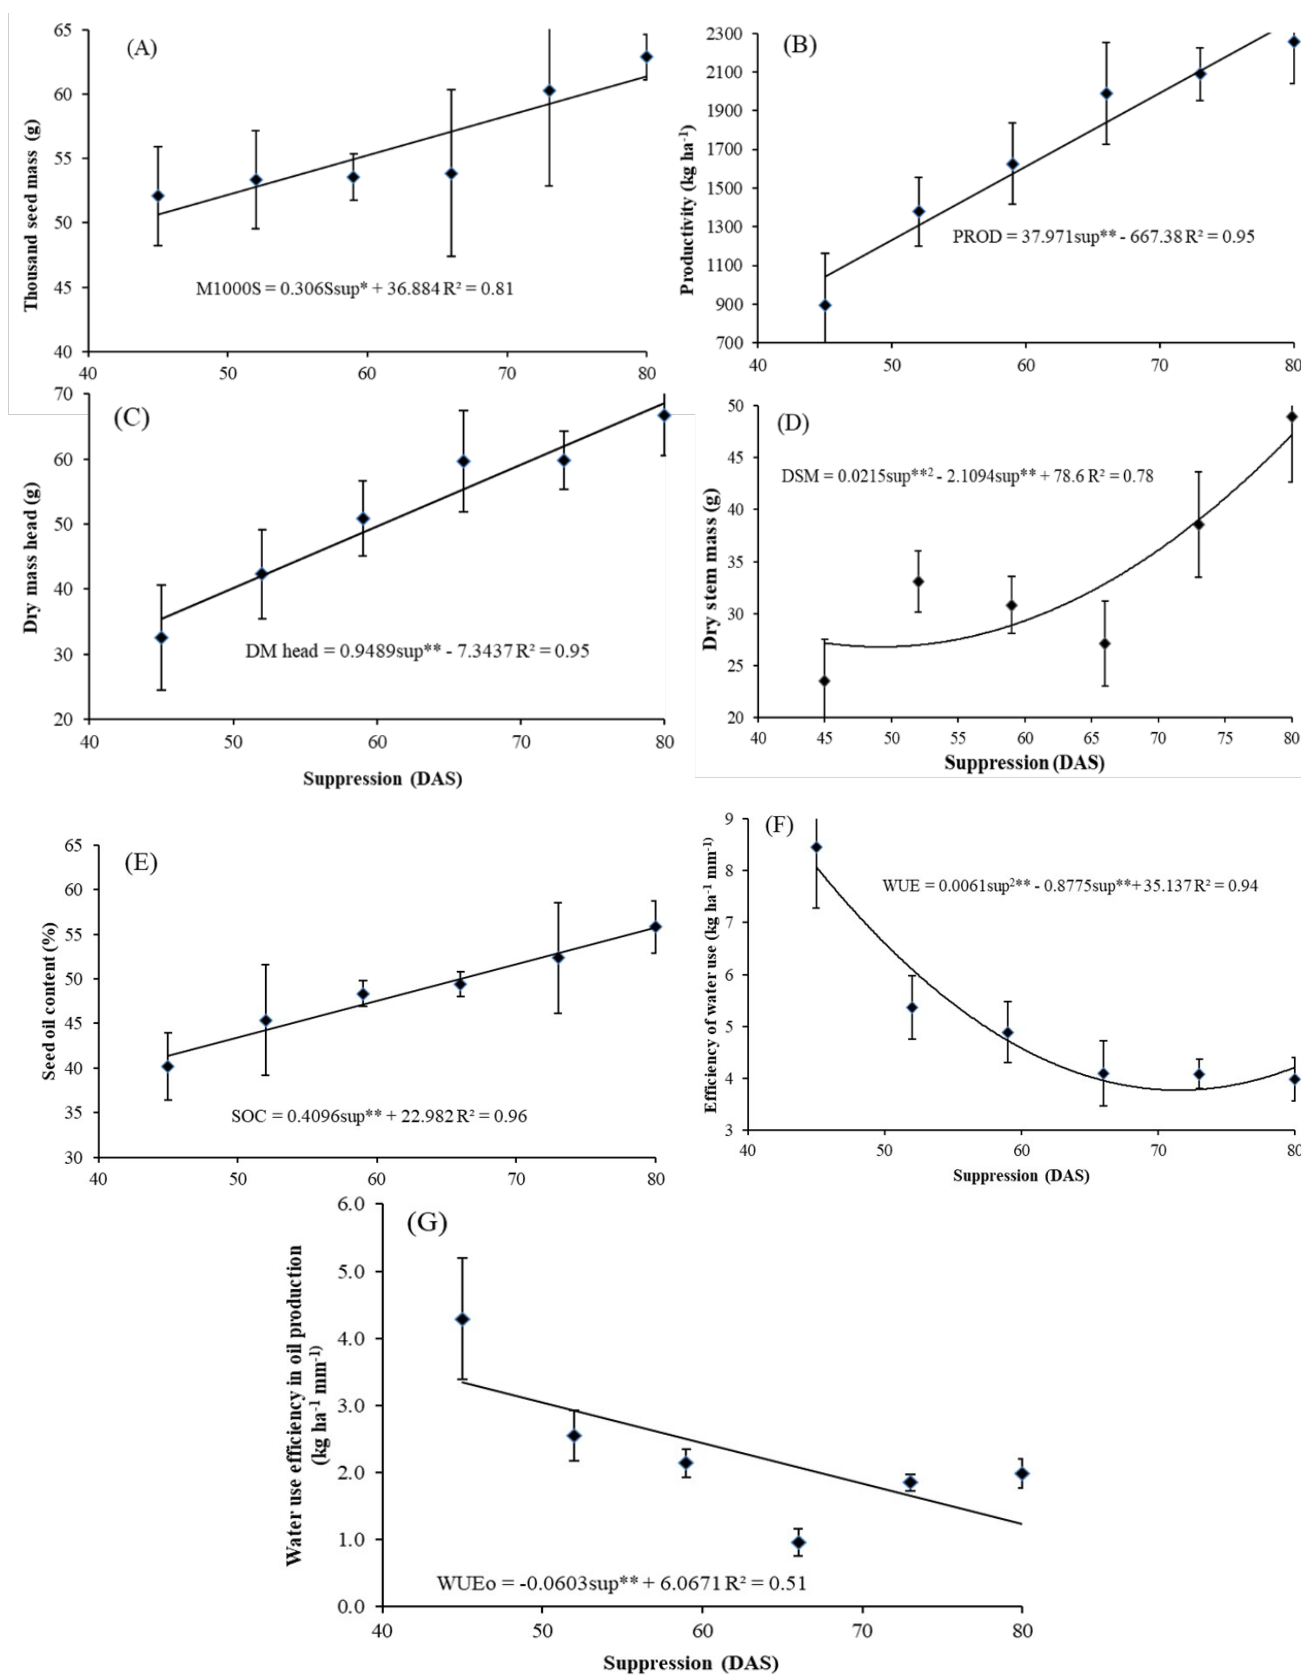 (A)
Thousand seed mass (g)
65
60
55
50
45
40
M1000S = 0.306Ssup* + 36.884 R² = 0.81
40 50 60 70 80
(B)
Productivity (kg ha⁻¹)
2300
2100
1900
1700
1500
1300
1100
900
700
PROD = 37.971sup** - 667.38 R² = 0.95
40 50 60 70 80
(C)
Dry mass head (g)
70
60
50
40
30
20
DM head = 0.9489sup** - 7.3437 R² = 0.95
40 50 60 70 80
Suppression (DAS)
(D)
Dry stem mass (g)
50
45
40
35
30
25
20
DSM = 0.0215sup**² - 2.1094sup** + 78.6 R² = 0.78
40 45 50 55 60 65 70 75 80
Suppression (DAS)
(E)
Seed oil content (%)
65
60
55
50
45
40
35
30
SOC = 0.4096sup** + 22.982 R² = 0.96
40 50 60 70 80
(F)
Efficiency of water use (kg ha⁻¹ mm⁻¹)
9
8
7
6
5
4
3
WUE = 0.0061sup²** - 0.8775sup**+ 35.137 R² = 0.94
40 50 60 70 80
Suppression (DAS)
(G)
Water use efficiency in oil production
(kg ha⁻¹ mm⁻¹)
6.0
5.0
4.0
3.0
2.0
1.0
0.0
WUEo = -0.0603sup** + 6.0671 R² = 0.51
40 50 60 70 80
Suppression (DAS)